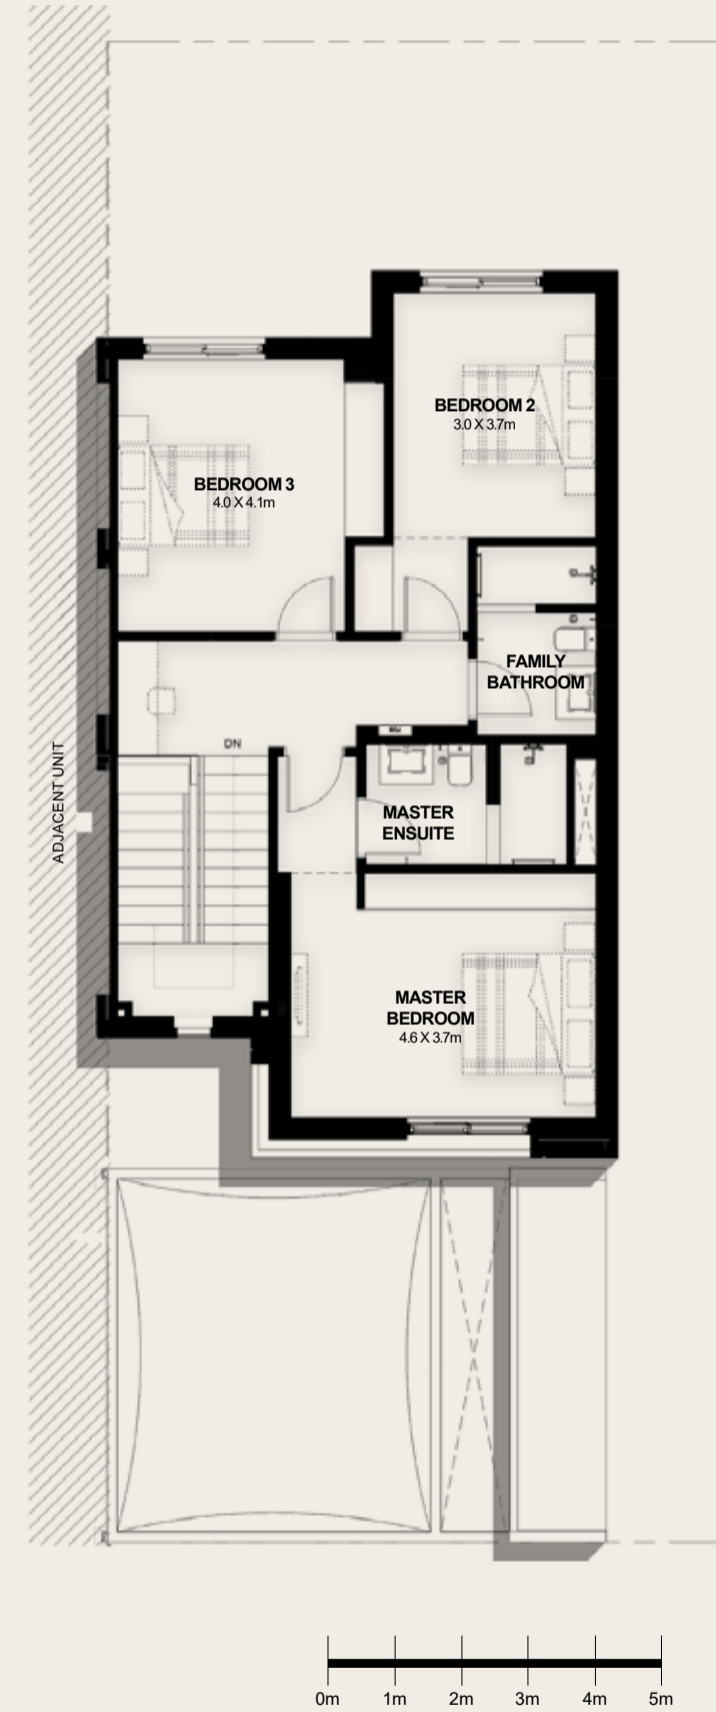 BEDROOM 2
3.0 X 3.7m
BEDROOM 3
4.0 X 4.1m
FAMILY
BATHROOM
DN
ADJACENT UNIT
MASTER
ENSUITE
MASTER
BEDROOM
4.6 X 3.7m
0m 1m 2m 3m 4m 5m